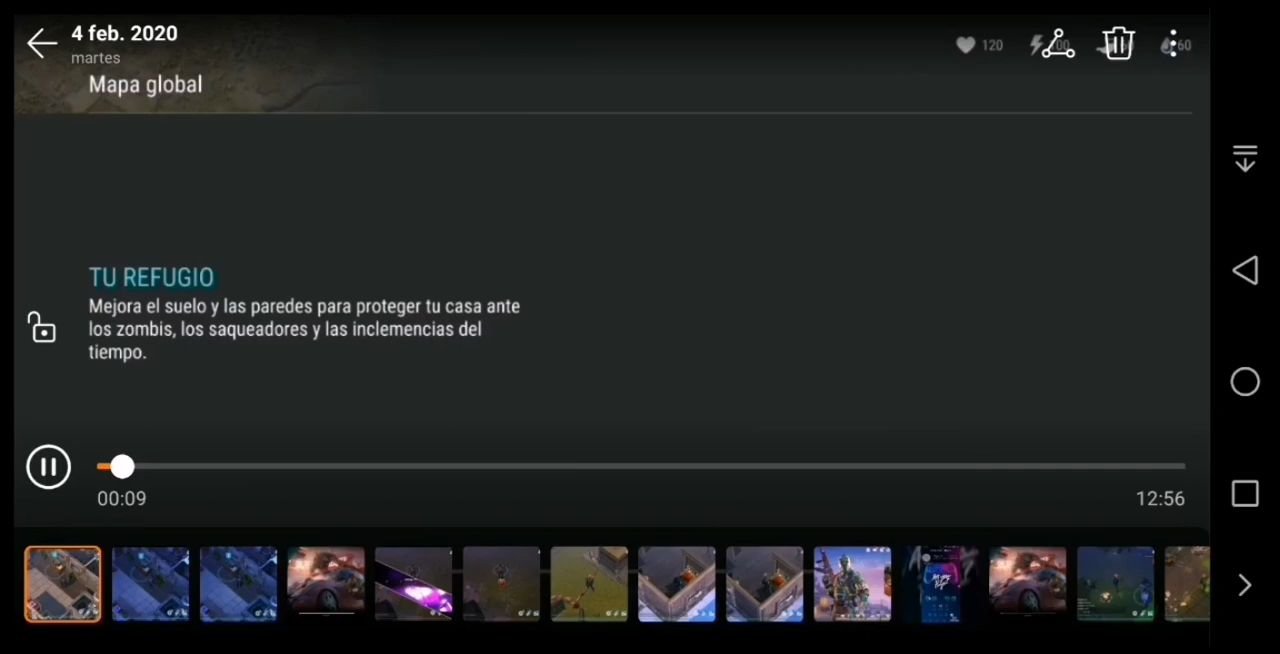 4 feb. 2020
martes
120
60
Mapa global
TU REFUGIO
Mejora el suelo y las paredes para proteger tu casa ante
los zombis, los saqueadores y las inclemencias del
tiempo.
00:09
12:56